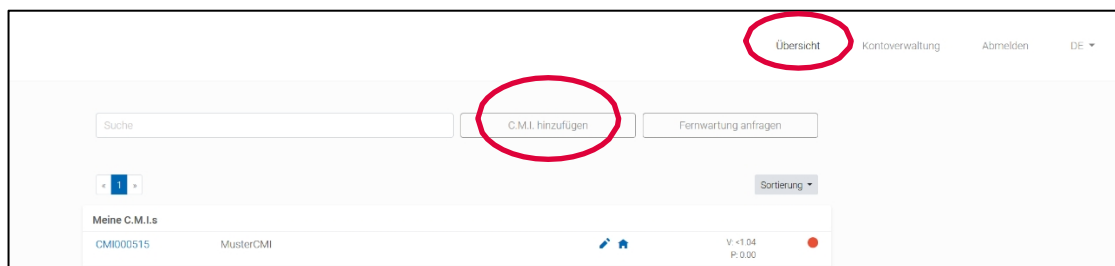 Übersicht Kontoverwaltung Abmelden DE
Suche C.M.I. hinzufügen Fernwartung anfragen
« 1 »
Sortierung
Meine C.M.I.s
CMI000515 MusterCMI V: <1.04
P: 0.00